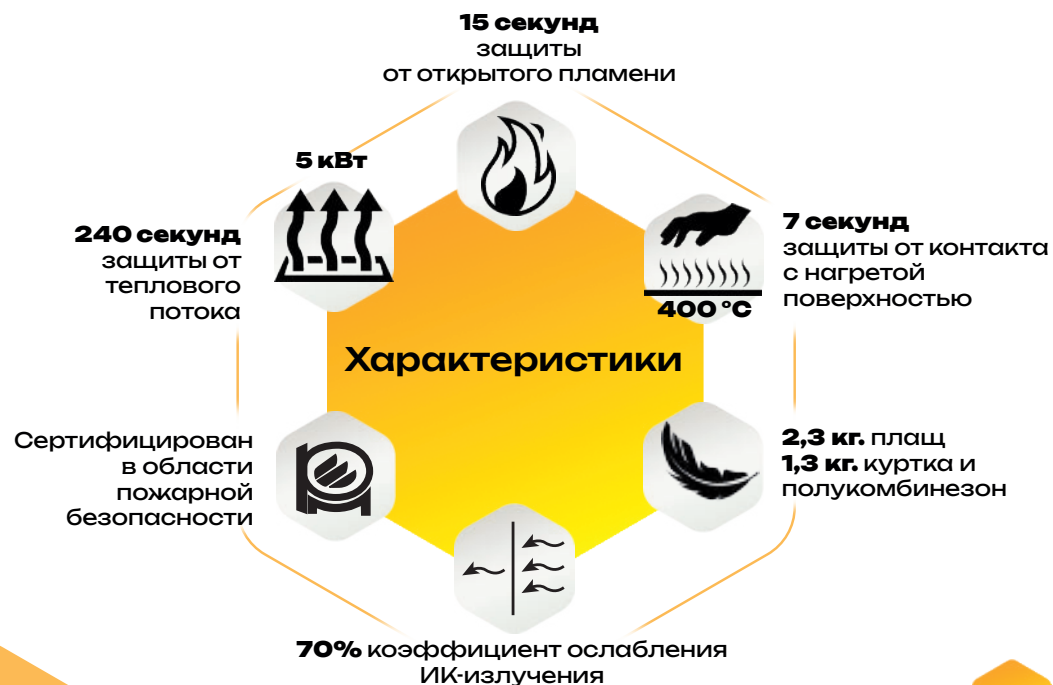 15 секунд
защиты
от открытого пламени
5 кВт
240 секунд
защиты от
теплового
потока
7 секунд
защиты от контакта
с нагретой
поверхностью
400 °C
Характеристики
Сертифицирован
в области
пожарной
безопасности
2,3 кг. плащ
1,3 кг. куртка и
полукомбинезон
70% коэффициент ослабления
ИК-излучения